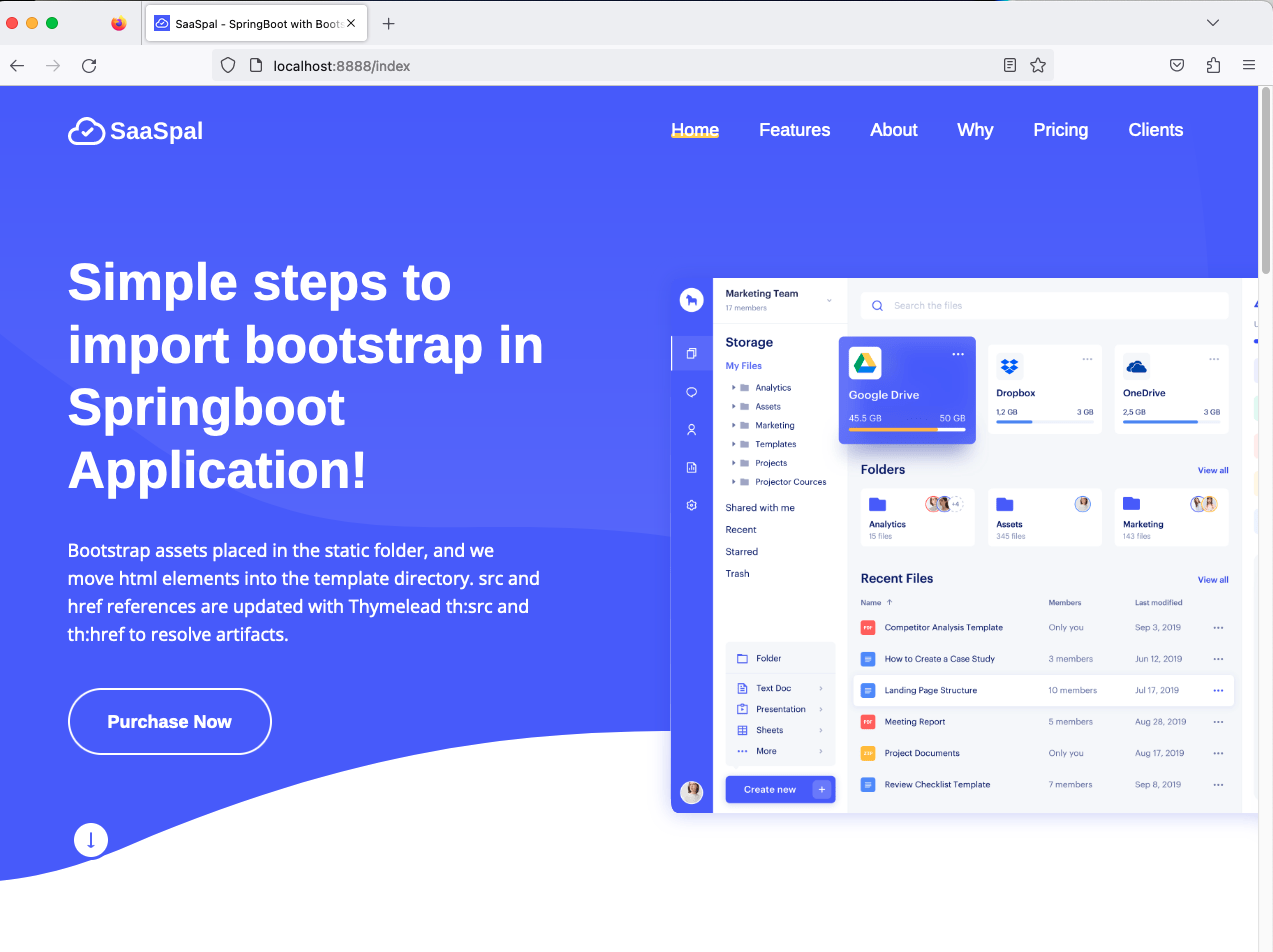 SaaSpal - SpringBoot with Boots
localhost:8888/index
SaaSpal
Home Features About Why Pricing Clients
Simple steps to
import bootstrap in
Springboot
Application!
Bootstrap assets placed in the static folder, and we
move html elements into the template directory. src and
href references are updated with Thymelead th:src and
th:href to resolve artifacts.
Purchase Now
Marketing Team
17 members
Storage
My Files
Analytics
Assets
Marketing
Templates
Projects
Projector Cources
Shared with me
Recent
Starred
Trash
Folder
Text Doc
Presentation
Sheets
More
Create new +
Search the files
Google Drive
45.5 GB 50 GB
Dropbox
1,2 GB 3 GB
OneDrive
2,5 GB 3 GB
Folders View all
Analytics
15 files
+4
Assets
345 files
Marketing
143 files
Recent Files View all
Name Members Last modified
PDF Competitor Analysis Template Only you Sep 3, 2019
How to Create a Case Study 3 members Jun 12, 2019
Landing Page Structure 10 members Jul 17, 2019
PDF Meeting Report 5 members Aug 28, 2019
ZIP Project Documents Only you Aug 17, 2019
Review Checklist Template 7 members Sep 8, 2019